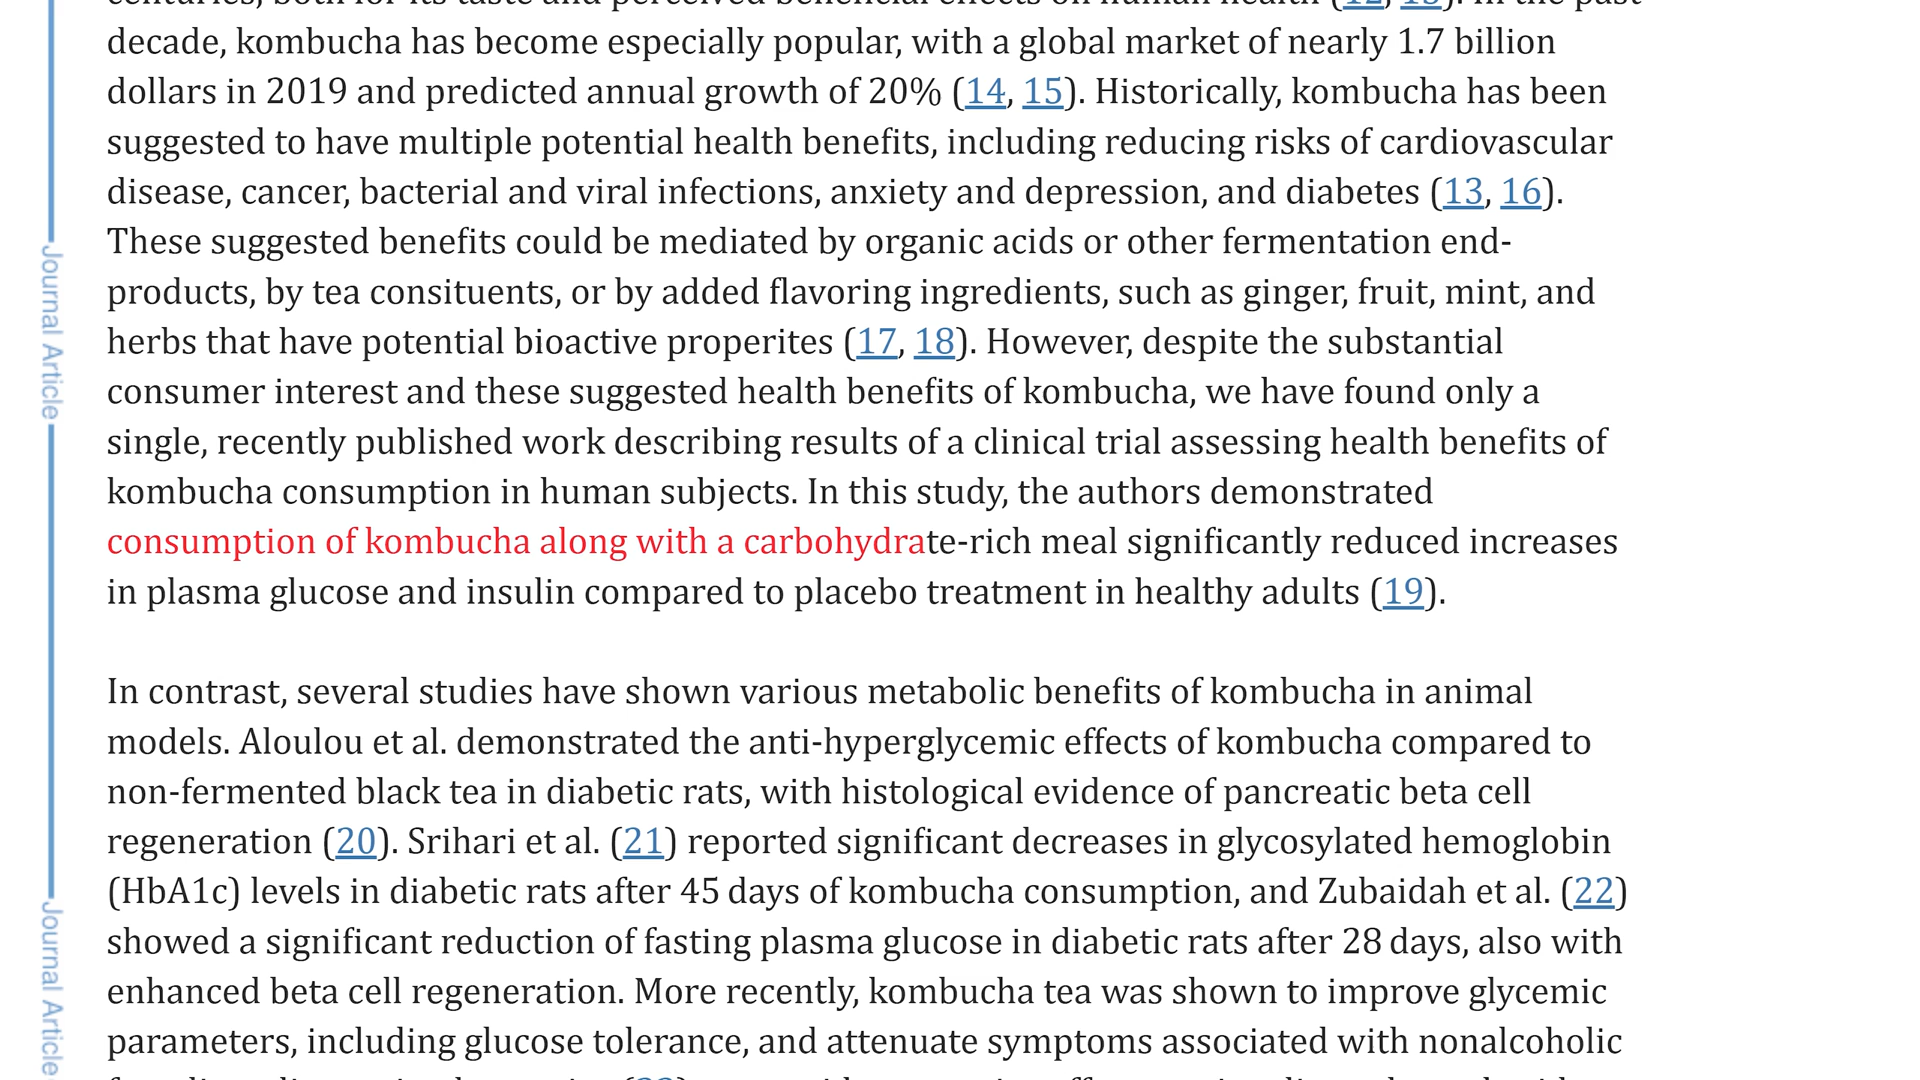 decade, kombucha has become especially popular, with a global market of nearly 1.7 billion
dollars in 2019 and predicted annual growth of 20% (14, 15). Historically, kombucha has been
suggested to have multiple potential health benefits, including reducing risks of cardiovascular
disease, cancer, bacterial and viral infections, anxiety and depression, and diabetes (13, 16).
These suggested benefits could be mediated by organic acids or other fermentation end-
products, by tea consituents, or by added flavoring ingredients, such as ginger, fruit, mint, and
herbs that have potential bioactive properites (17, 18). However, despite the substantial
consumer interest and these suggested health benefits of kombucha, we have found only a
single, recently published work describing results of a clinical trial assessing health benefits of
kombucha consumption in human subjects. In this study, the authors demonstrated
consumption of kombucha along with a carbohydrate-rich meal significantly reduced increases
in plasma glucose and insulin compared to placebo treatment in healthy adults (19).
In contrast, several studies have shown various metabolic benefits of kombucha in animal
models. Aloulou et al. demonstrated the anti-hyperglycemic effects of kombucha compared to
non-fermented black tea in diabetic rats, with histological evidence of pancreatic beta cell
regeneration (20). Srihari et al. (21) reported significant decreases in glycosylated hemoglobin
(HbA1c) levels in diabetic rats after 45 days of kombucha consumption, and Zubaidah et al. (22)
showed a significant reduction of fasting plasma glucose in diabetic rats after 28 days, also with
enhanced beta cell regeneration. More recently, kombucha tea was shown to improve glycemic
parameters, including glucose tolerance, and attenuate symptoms associated with nonalcoholic
Journal Article
Journal Article